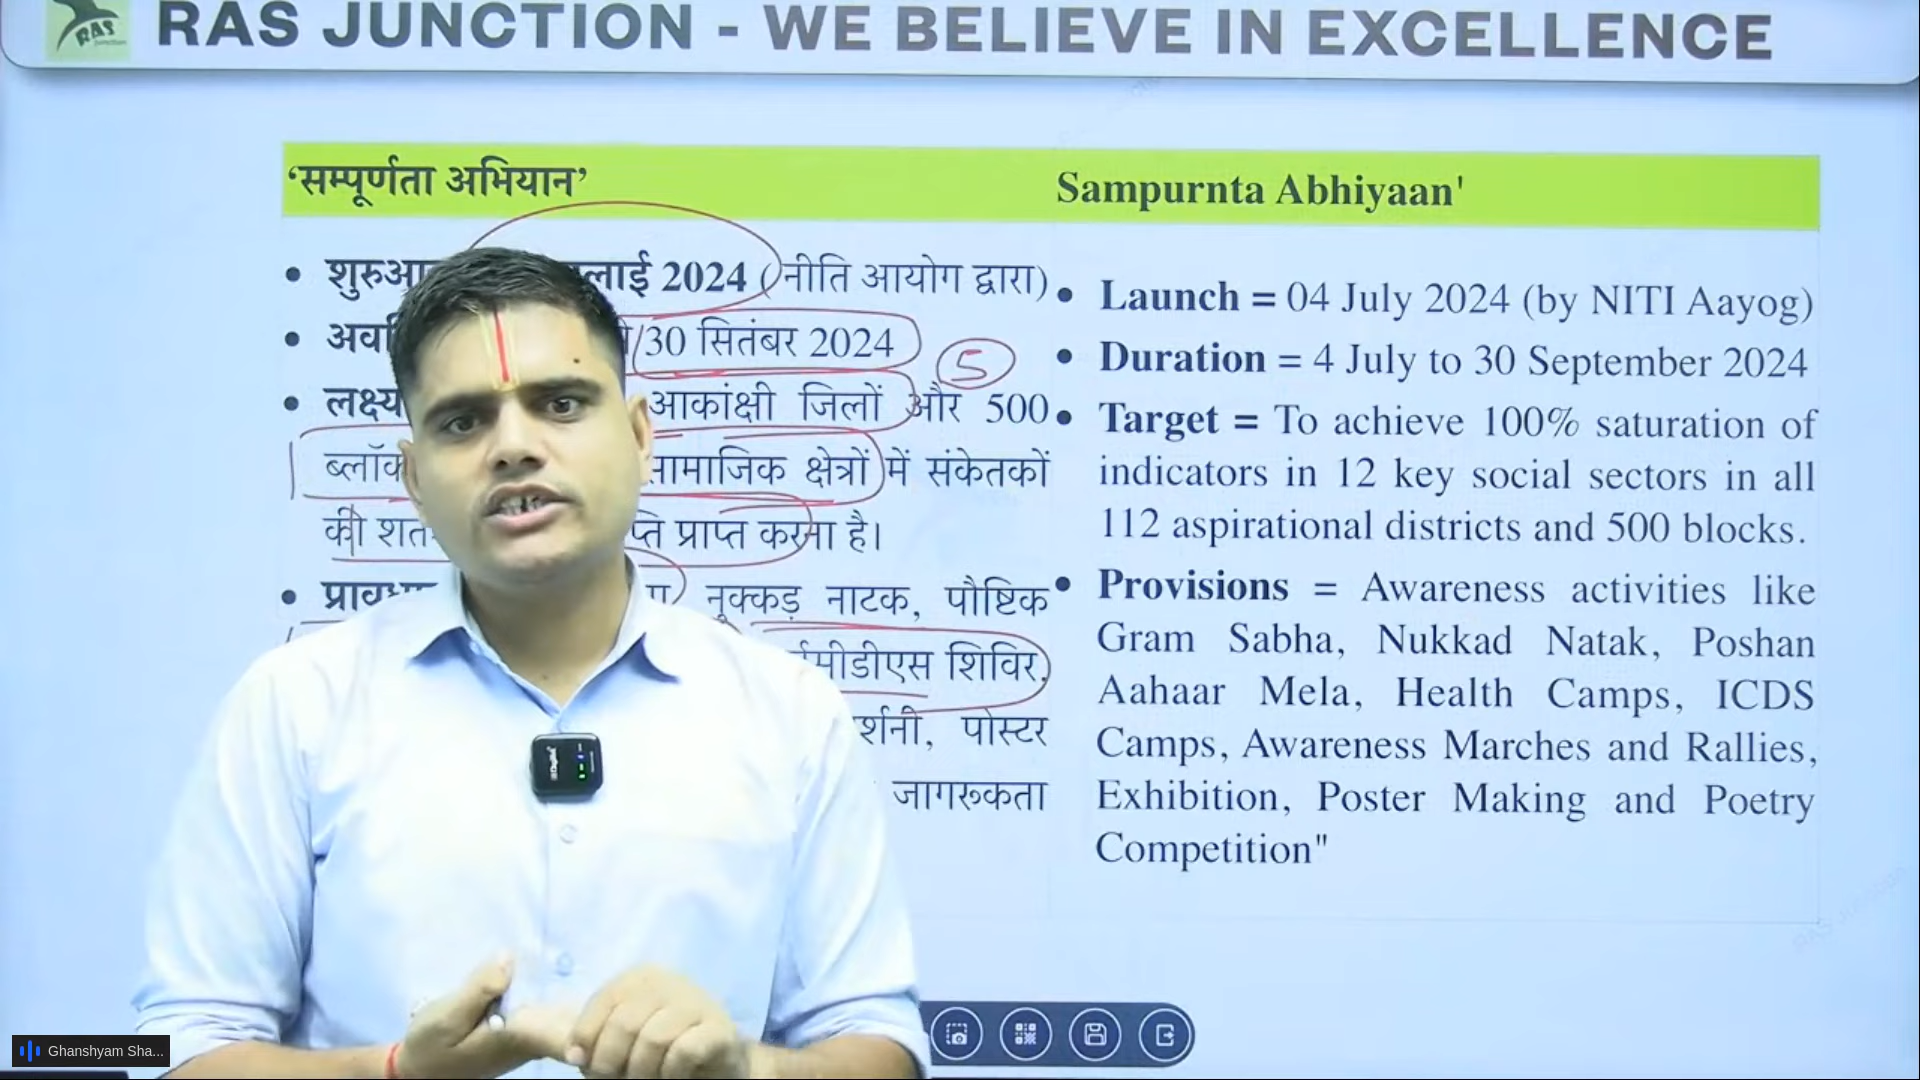 RAS JUNCTION - WE BELIEVE IN EXCELLENCE
RAS
‘सम्पूर्णता अभियान’
• लाई 2024 (नीति आयोग द्वारा)
• 30 सितंबर 2024
5
• लक्ष्य आकांक्षी जिलों और 500
सामाजिक क्षेत्रों में संकेतकों
की प्राप्त करना है।
• नुक्कड़ नाटक, पौष्टिक
शिविर,
पोस्टर
जागरूकता
Sampurnta Abhiyaan'
• Launch = 04 July 2024 (by NITI Aayog)
• Duration = 4 July to 30 September 2024
• Target = To achieve 100% saturation of
indicators in 12 key social sectors in all
112 aspirational districts and 500 blocks.
• Provisions = Awareness activities like
Gram Sabha, Nukkad Natak, Poshan
Aahaar Mela, Health Camps, ICDS
Camps, Awareness Marches and Rallies,
Exhibition, Poster Making and Poetry
Competition"
Ghanshyam Sha...